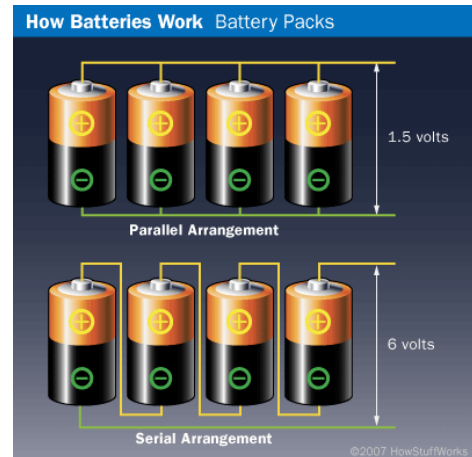 How Batteries Work Battery Packs
+ + + +
1.5 volts
- - - -
Parallel Arrangement
+ + + +
6 volts
- - - -
Serial Arrangement
©2007 HowStuffWorks